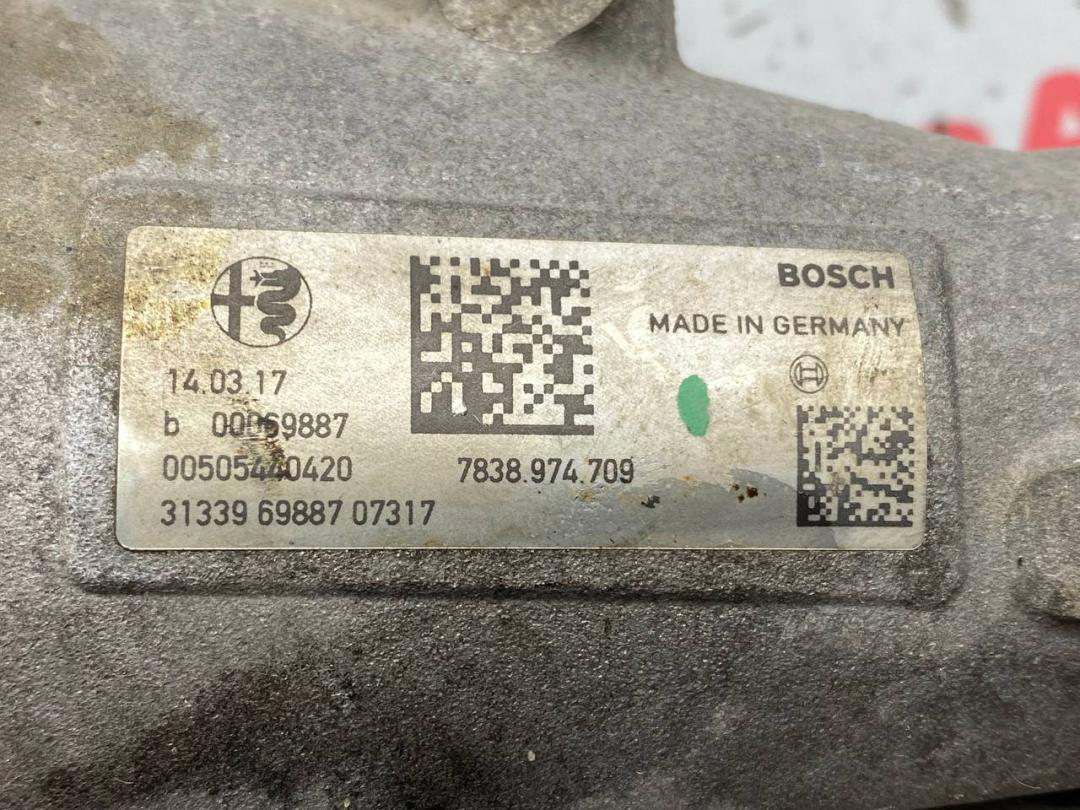 BOSCH
MADE IN GERMANY
14.03.17
b 00069887
00505440420
7838.974.709
31339 69887 07317